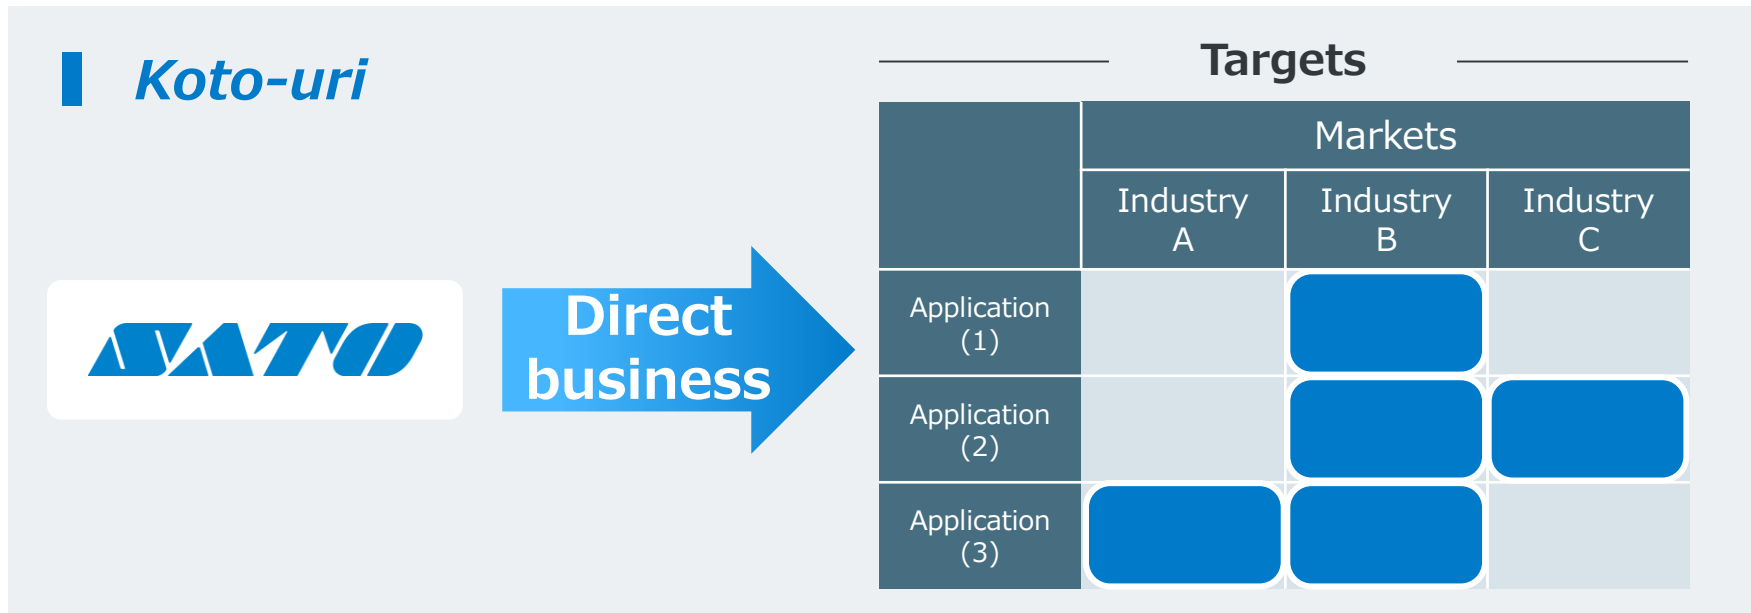 Koto-uri
Targets
Markets
Industry
A
Industry
B
Industry
C
SATO
Direct
business
Application
(1)
Application
(2)
Application
(3)